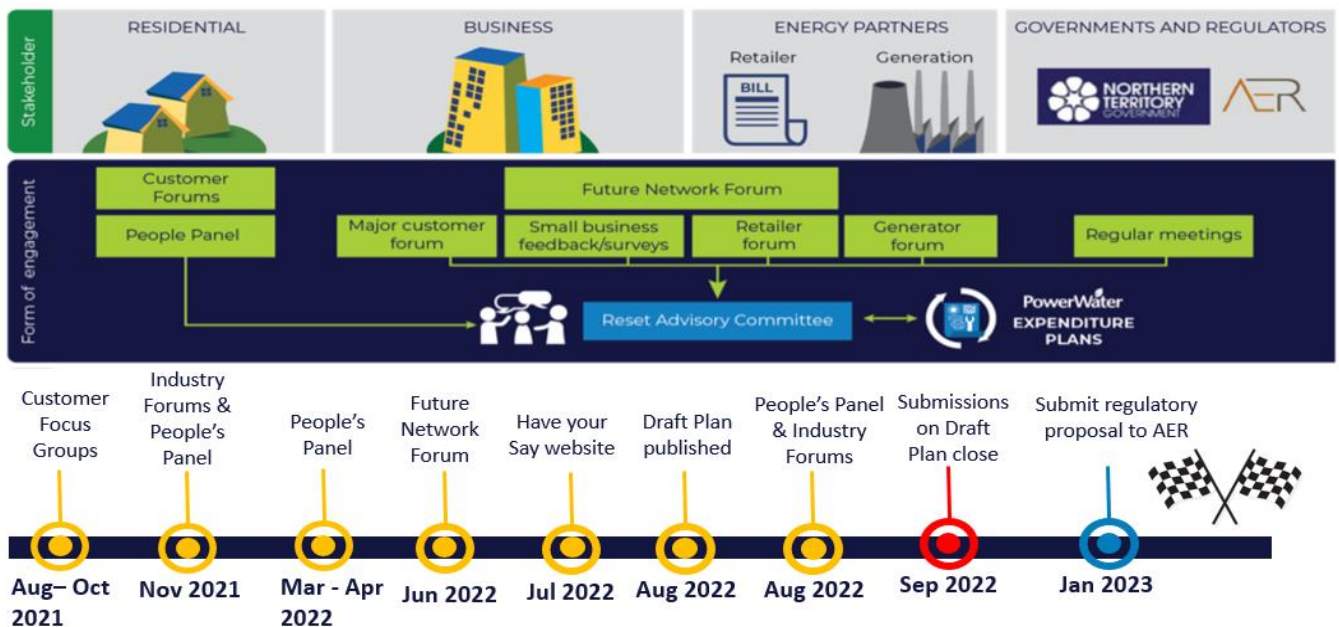 Stakeholder
RESIDENTIAL
BUSINESS
ENERGY PARTNERS
Retailer
BILL
Generation
GOVERNMENTS AND REGULATORS
NORTHERN
TERRITORY
GOVERNMENT
AER
Form of engagement
Customer
Forums
People Panel
Future Network Forum
Major customer
forum
Small business
feedback/surveys
Retailer
forum
Generator
forum
Regular meetings
Reset Advisory Committee
PowerWater
EXPENDITURE
PLANS
Customer
Focus
Groups
Industry
Forums &
People's
Panel
People's
Panel
Future
Network
Forum
Have your
Say website
Draft Plan
published
People's Panel
& Industry
Forums
Submissions
on Draft
Plan close
Submit regulatory
proposal to AER
Aug– Oct
2021
Nov 2021
Mar - Apr
2022
Jun 2022
Jul 2022
Aug 2022
Aug 2022
Sep 2022
Jan 2023